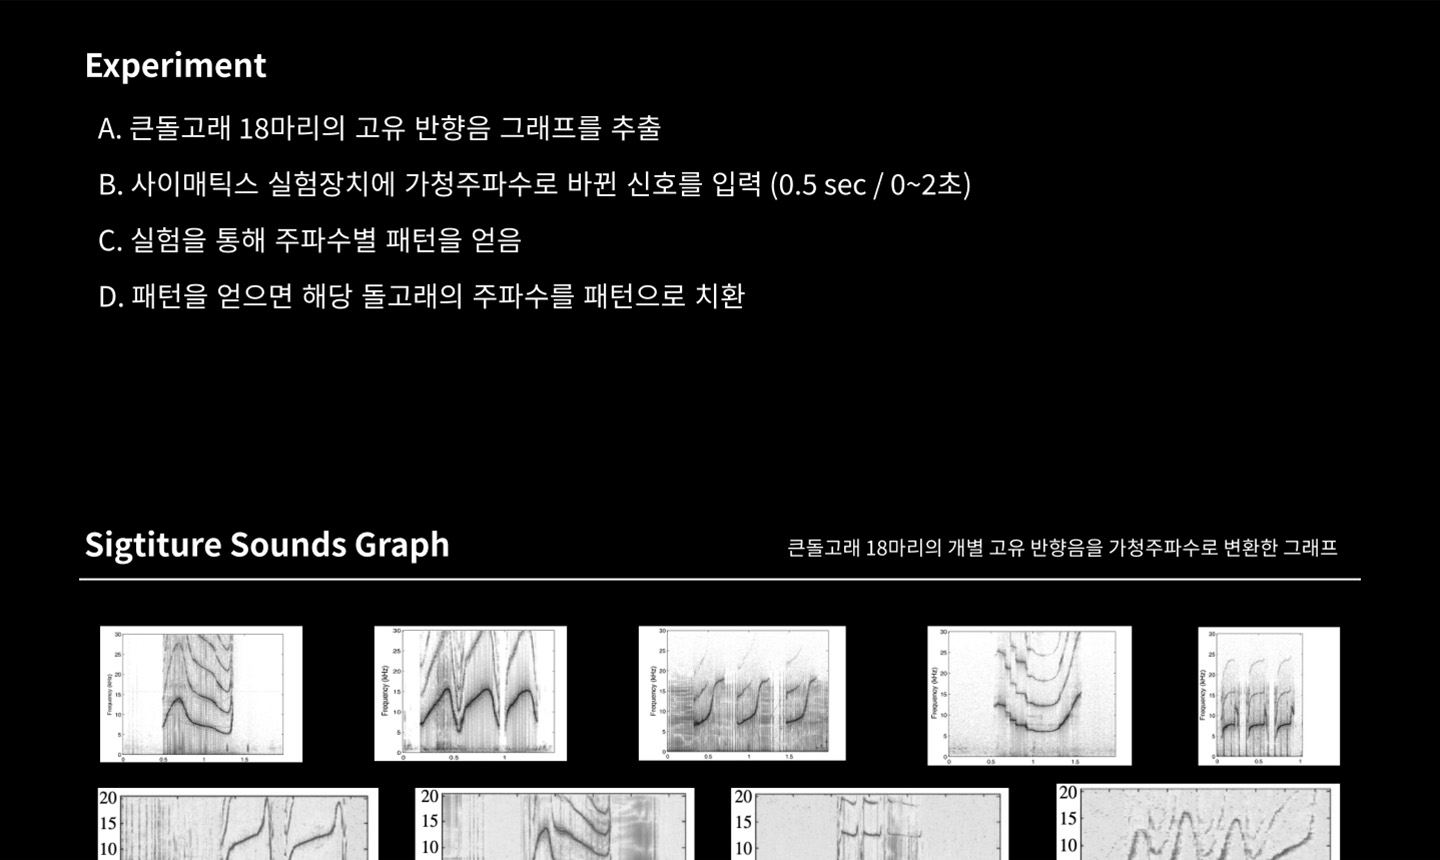 Experiment
A. 큰돌고래 18마리의 고유 반향음 그래프를 추출
B. 사이매틱스 실험장치에 가청주파수로 바뀐 신호를 입력 (0.5 sec / 0~2초)
C. 실험을 통해 주파수별 패턴을 얻음
D. 패턴을 얻으면 해당 돌고래의 주파수를 패턴으로 치환
Sigtiture Sounds Graph
큰돌고래 18마리의 개별 고유 반향음을 가청주파수로 변환한 그래프
Frequency (kHz)
30
25
20
15
10
5
0
0 0.5 1 1.5
Frequency (kHz)
30
25
20
15
10
5
0
0 0.5 1
Frequency (kHz)
30
25
20
15
10
5
0
0 0.5 1 1.5
Frequency (kHz)
30
25
20
15
10
5
0
0 0.5 1 1.5
Frequency (kHz)
30
25
20
15
10
5
0
0 0.5 1
20
15
10
20
15
10
20
15
10
20
15
10